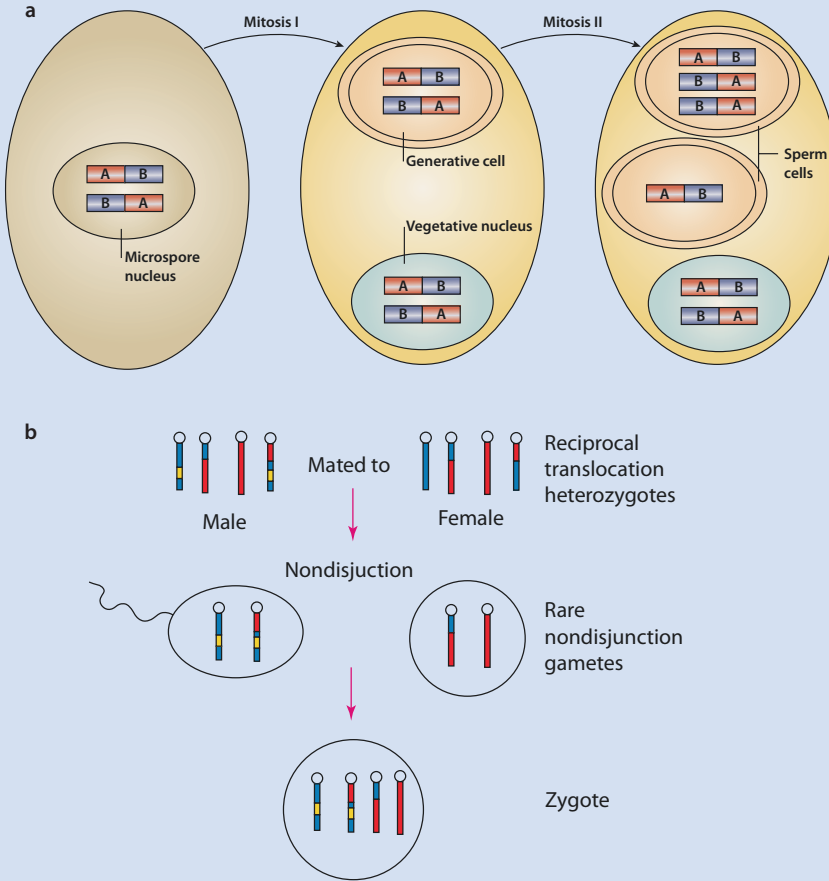 a
Mitosis I
Mitosis II
A B
B A
Microspore
nucleus
A B
B A
Generative cell
Vegetative nucleus
A B
B A
A B
B A
B A
Sperm
cells
A B
A B
B A
b
Mated to
Male
Female
Reciprocal
translocation
heterozygotes
Nondisjuction
Rare
nondisjunction
gametes
Zygote